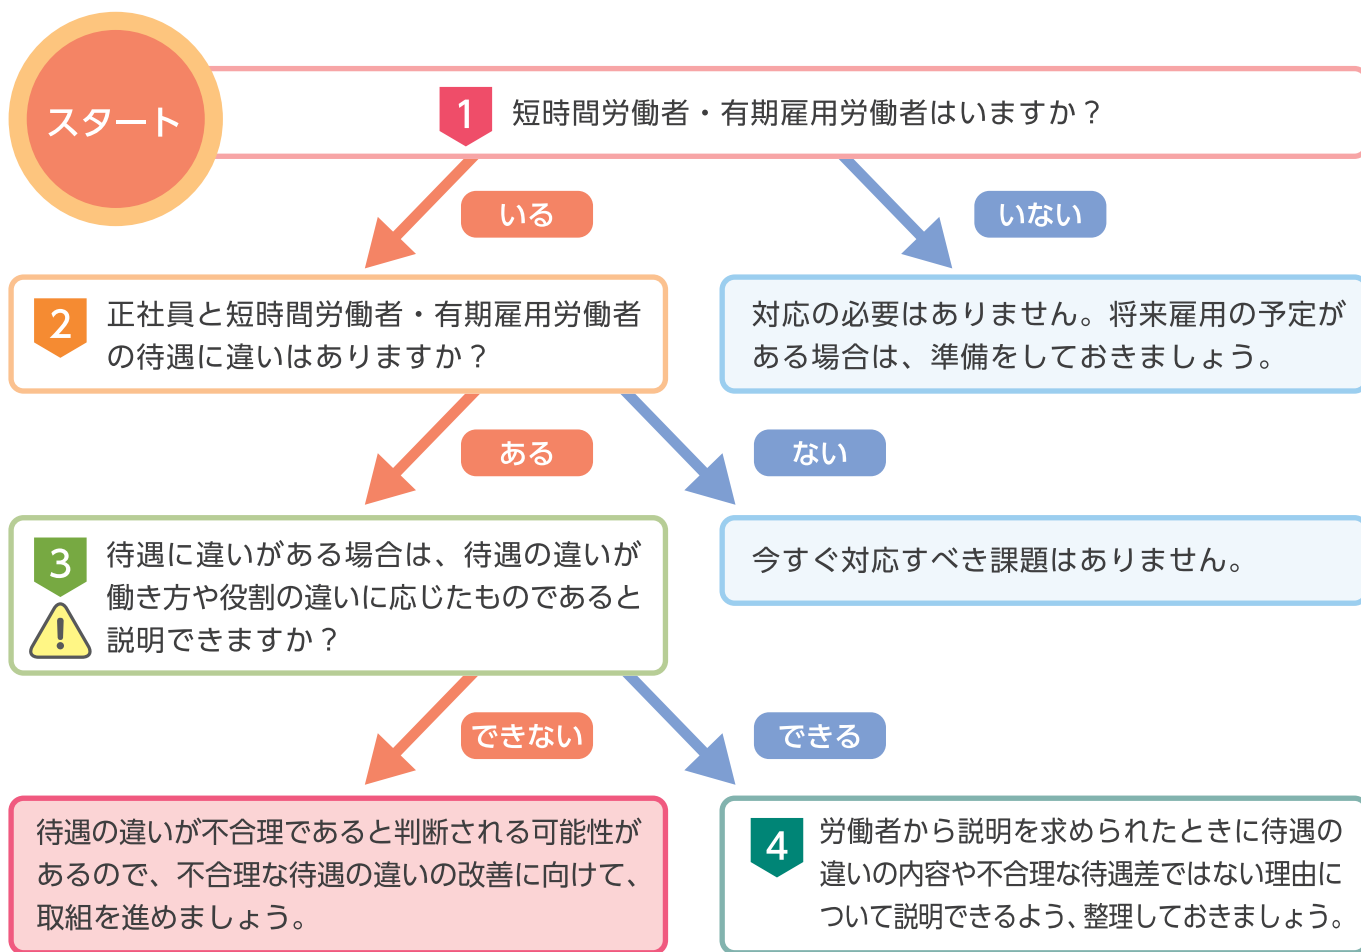 スタート
1 短時間労働者・有期雇用労働者はいますか？
いる
いない
2 正社員と短時間労働者・有期雇用労働者
の待遇に違いはありますか？
対応の必要はありません。将来雇用の予定が
ある場合は、準備をしておきましょう。
ある
ない
3 待遇に違いがある場合は、待遇の違いが
働き方や役割の違いに応じたものであると
説明できますか？
今すぐ対応すべき課題はありません。
できない
できる
待遇の違いが不合理であると判断される可能性が
あるので、不合理な待遇の違いの改善に向けて、
取組を進めましょう。
4 労働者から説明を求められたときに待遇の
違いの内容や不合理な待遇差ではない理由に
ついて説明できるよう、整理しておきましょう。